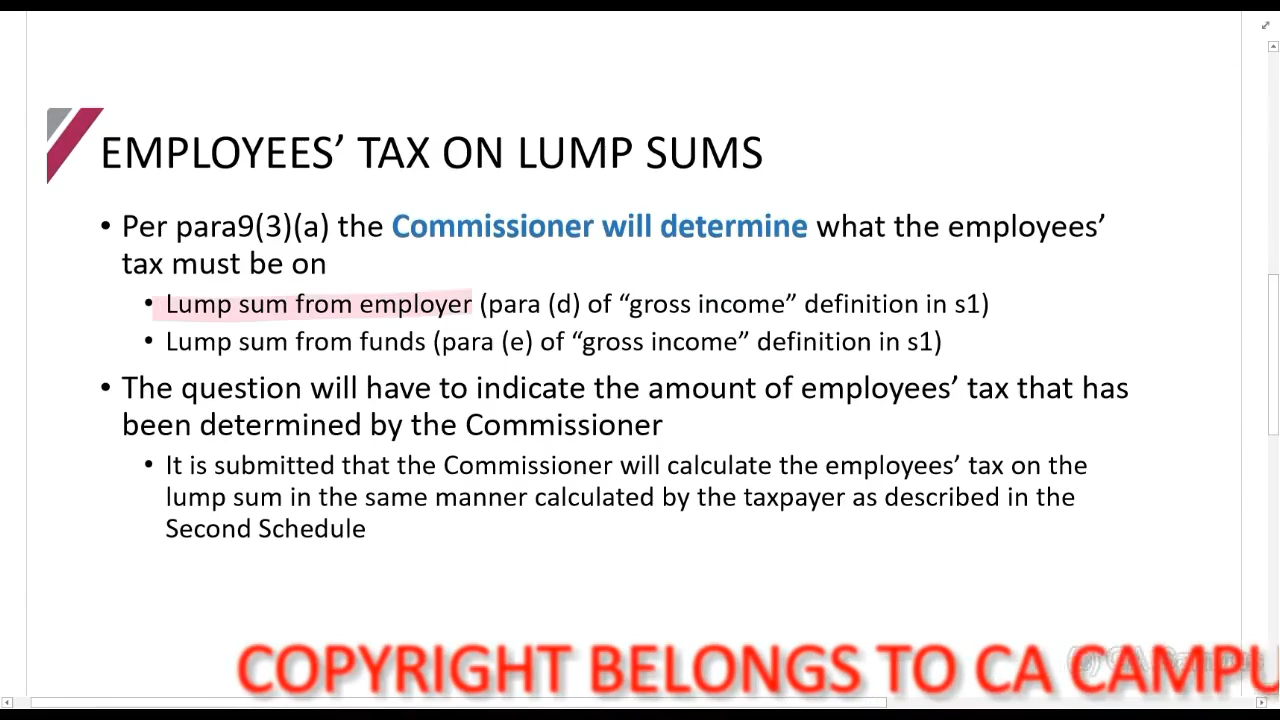 EMPLOYEES’ TAX ON LUMP SUMS
• Per para9(3)(a) the Commissioner will determine what the employees’
tax must be on
• Lump sum from employer (para (d) of “gross income” definition in s1)
• Lump sum from funds (para (e) of “gross income” definition in s1)
• The question will have to indicate the amount of employees’ tax that has
been determined by the Commissioner
• It is submitted that the Commissioner will calculate the employees’ tax on the
lump sum in the same manner calculated by the taxpayer as described in the
Second Schedule
COPYRIGHT BELONGS TO CA CAMPU